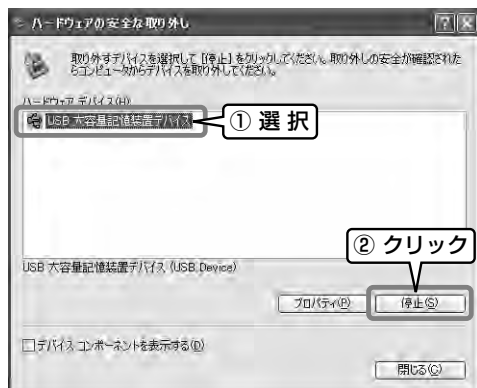 ハードウェアの安全な取り外し
取り外すデバイスを選択して [停止] をクリックしてください。取り外しの安全が確認された
らコンピュータからデバイスを取り外してください。
ハードウェア デバイス(H)
USB 大容量記憶装置デバイス
① 選 択
② クリック
USB 大容量記憶装置デバイス (USB Device)
プロパティ(P)
停止(S)
デバイス コンポーネントを表示する(D)
閉じる(C)